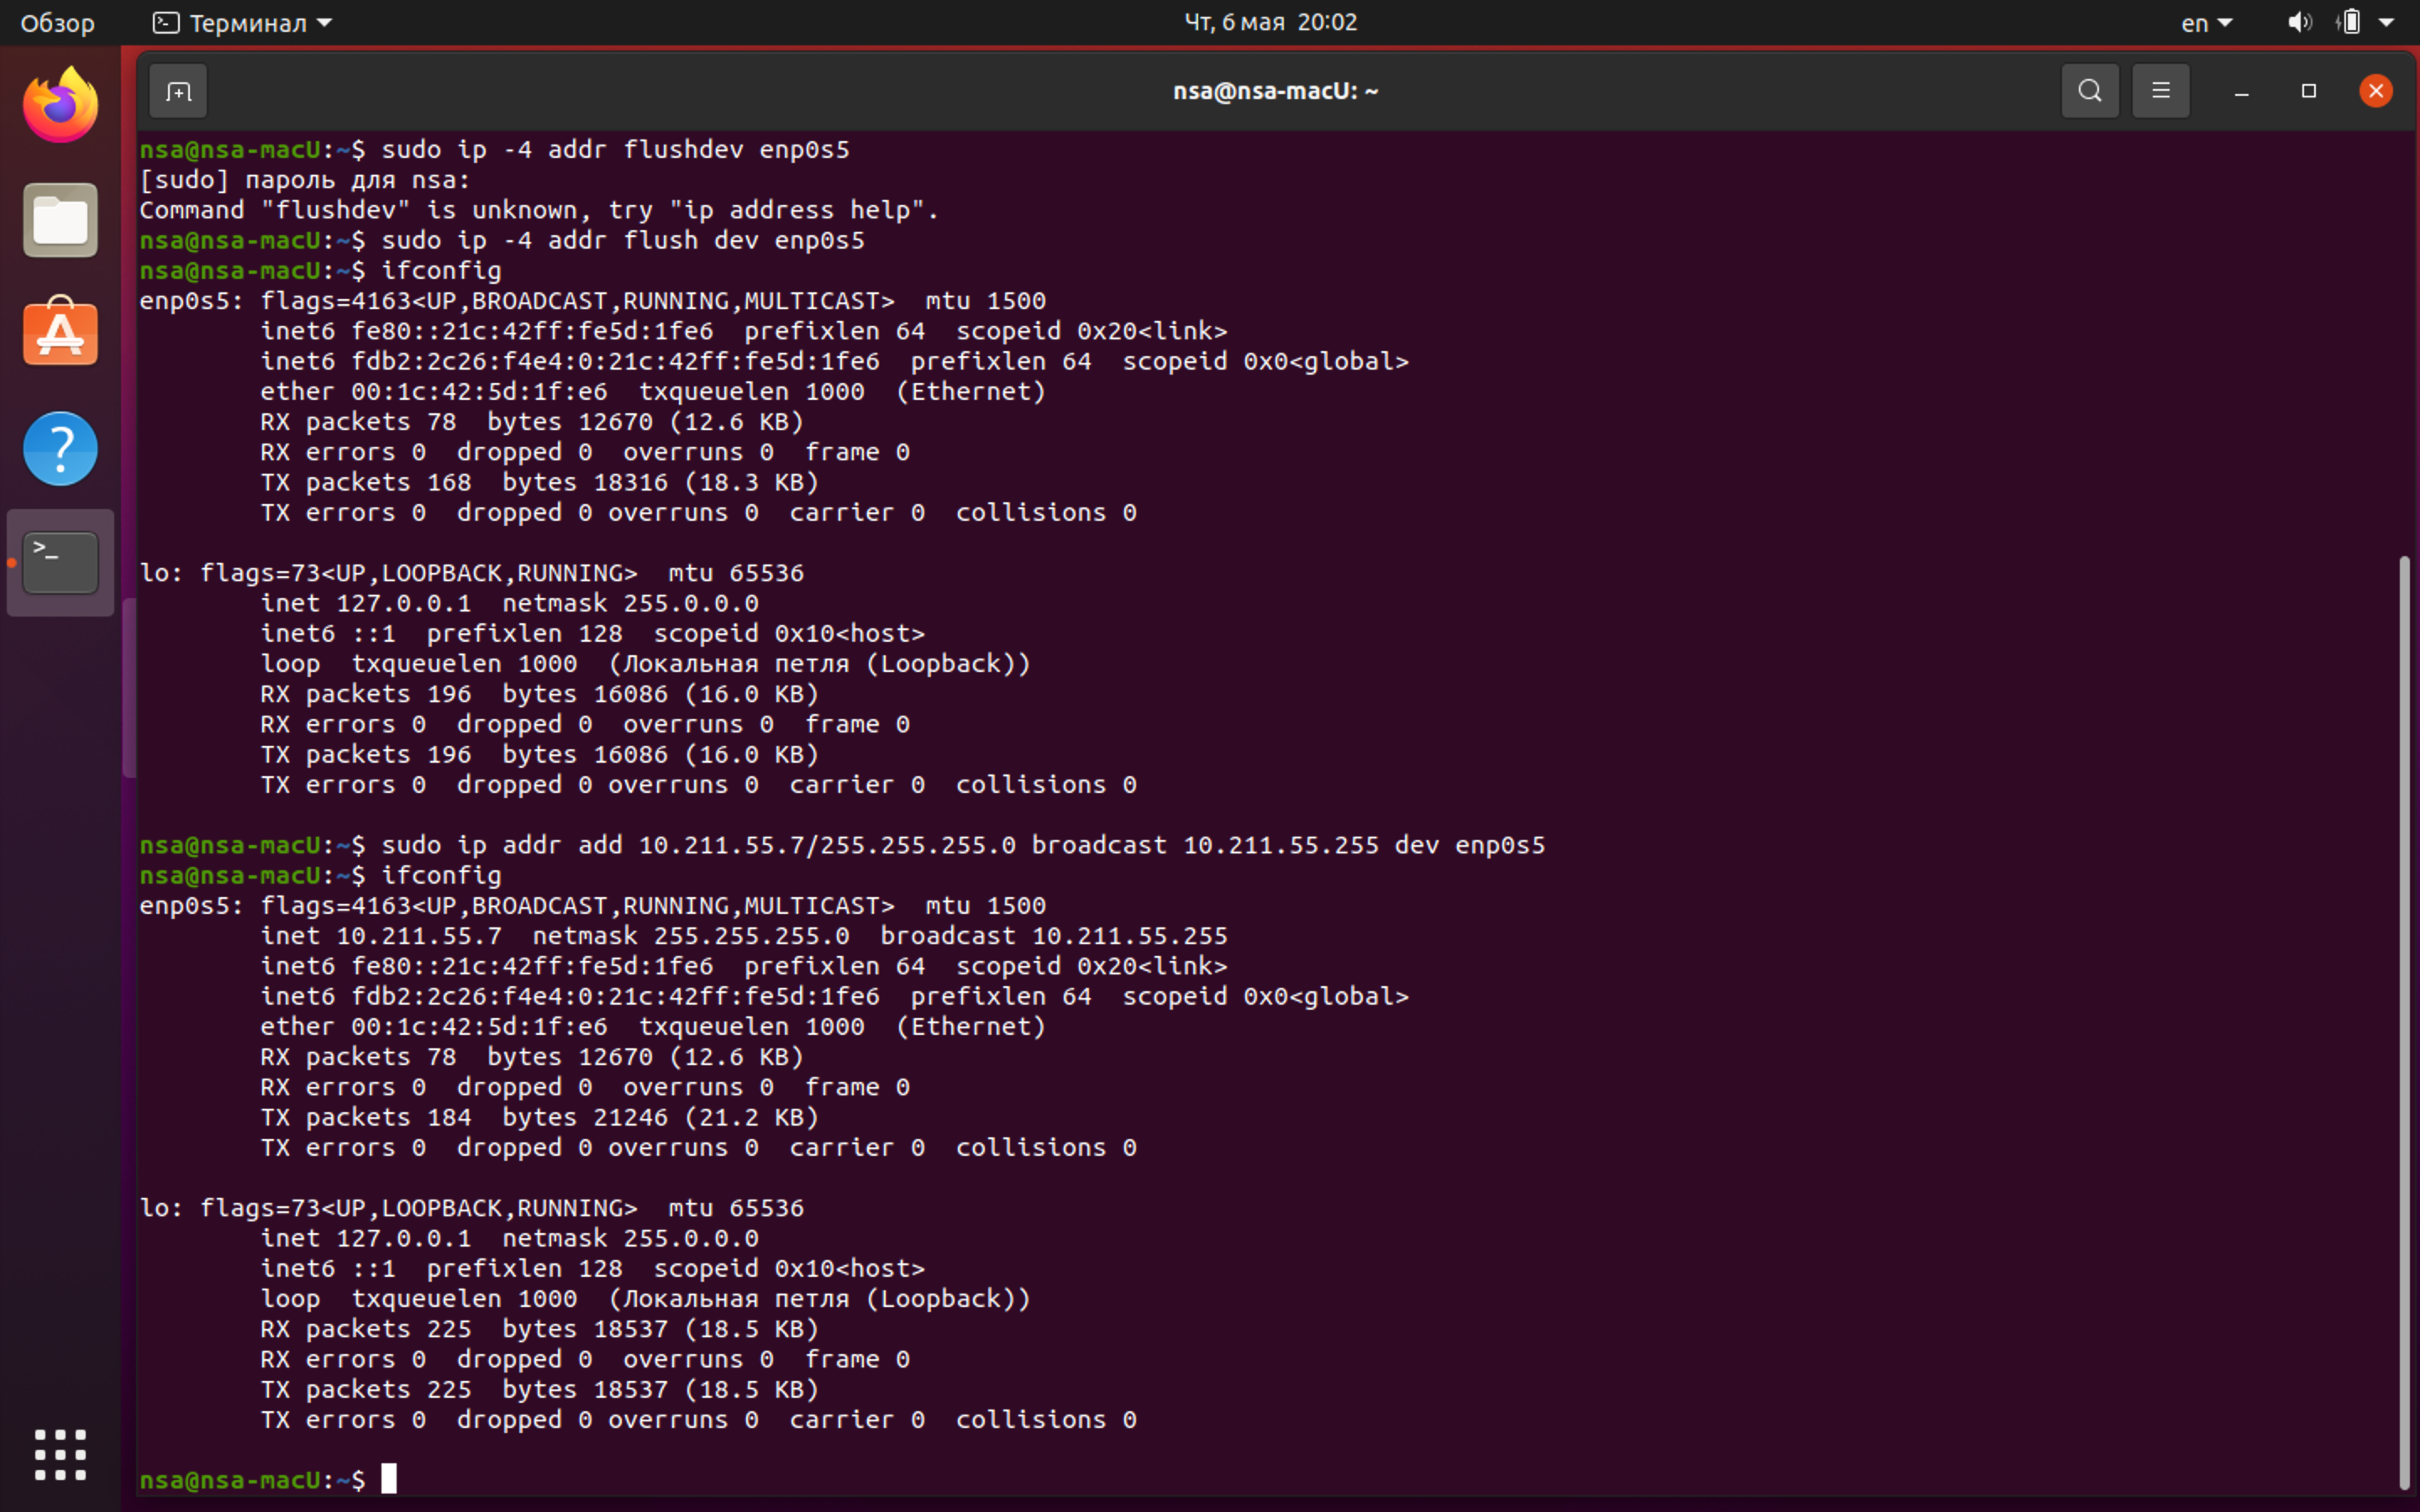 Обзор Терминал Чт, 6 мая 20:02 en
nsa@nsa-macU: ~
nsa@nsa-macU:~$ sudo ip -4 addr flushdev enp0s5
[sudo] пароль для nsa:
Command "flushdev" is unknown, try "ip address help".
nsa@nsa-macU:~$ sudo ip -4 addr flush dev enp0s5
nsa@nsa-macU:~$ ifconfig
enp0s5: flags=4163<UP,BROADCAST,RUNNING,MULTICAST>  mtu 1500
        inet6 fe80::21c:42ff:fe5d:1fe6  prefixlen 64  scopeid 0x20<link>
        inet6 fdb2:2c26:f4e4:0:21c:42ff:fe5d:1fe6  prefixlen 64  scopeid 0x0<global>
        ether 00:1c:42:5d:1f:e6  txqueuelen 1000  (Ethernet)
        RX packets 78  bytes 12670 (12.6 KB)
        RX errors 0  dropped 0  overruns 0  frame 0
        TX packets 168  bytes 18316 (18.3 KB)
        TX errors 0  dropped 0 overruns 0  carrier 0  collisions 0

lo: flags=73<UP,LOOPBACK,RUNNING>  mtu 65536
        inet 127.0.0.1  netmask 255.0.0.0
        inet6 ::1  prefixlen 128  scopeid 0x10<host>
        loop  txqueuelen 1000  (Локальная петля (Loopback))
        RX packets 196  bytes 16086 (16.0 KB)
        RX errors 0  dropped 0  overruns 0  frame 0
        TX packets 196  bytes 16086 (16.0 KB)
        TX errors 0  dropped 0 overruns 0  carrier 0  collisions 0

nsa@nsa-macU:~$ sudo ip addr add 10.211.55.7/255.255.255.0 broadcast 10.211.55.255 dev enp0s5
nsa@nsa-macU:~$ ifconfig
enp0s5: flags=4163<UP,BROADCAST,RUNNING,MULTICAST>  mtu 1500
        inet 10.211.55.7  netmask 255.255.255.0  broadcast 10.211.55.255
        inet6 fe80::21c:42ff:fe5d:1fe6  prefixlen 64  scopeid 0x20<link>
        inet6 fdb2:2c26:f4e4:0:21c:42ff:fe5d:1fe6  prefixlen 64  scopeid 0x0<global>
        ether 00:1c:42:5d:1f:e6  txqueuelen 1000  (Ethernet)
        RX packets 78  bytes 12670 (12.6 KB)
        RX errors 0  dropped 0  overruns 0  frame 0
        TX packets 184  bytes 21246 (21.2 KB)
        TX errors 0  dropped 0 overruns 0  carrier 0  collisions 0

lo: flags=73<UP,LOOPBACK,RUNNING>  mtu 65536
        inet 127.0.0.1  netmask 255.0.0.0
        inet6 ::1  prefixlen 128  scopeid 0x10<host>
        loop  txqueuelen 1000  (Локальная петля (Loopback))
        RX packets 225  bytes 18537 (18.5 KB)
        RX errors 0  dropped 0  overruns 0  frame 0
        TX packets 225  bytes 18537 (18.5 KB)
        TX errors 0  dropped 0 overruns 0  carrier 0  collisions 0

nsa@nsa-macU:~$